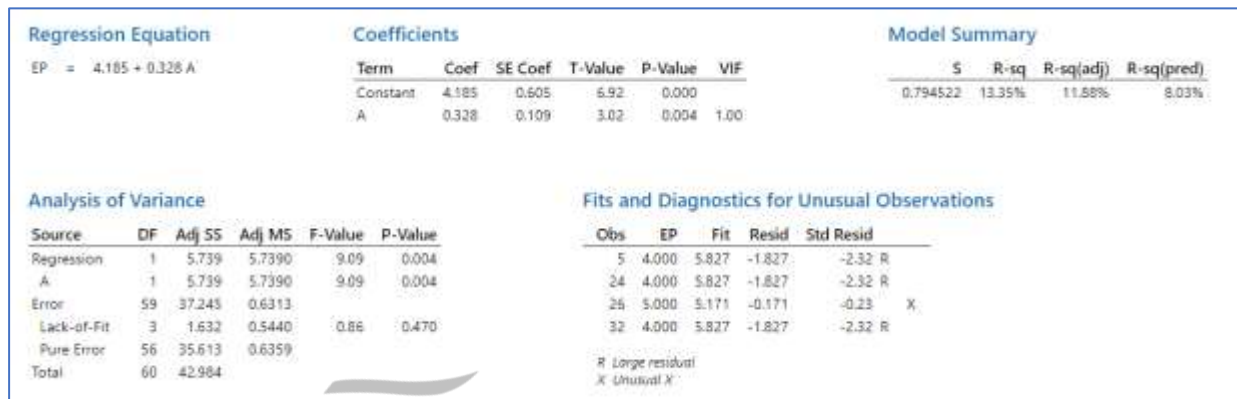 Regression Equation
EP = 4.185 + 0.328 A
Coefficients
Term Coef SE Coef T-Value P-Value VIF
Constant 4.185 0.605 6.92 0.000
A 0.328 0.109 3.02 0.004 1.00
Model Summary
S R-sq R-sq(adj) R-sq(pred)
0.794522 13.35% 11.88% 8.03%
Analysis of Variance
Source DF Adj SS Adj MS F-Value P-Value
Regression 1 5.739 5.7390 9.09 0.004
A 1 5.739 5.7390 9.09 0.004
Error 59 37.245 0.6313
Lack-of-Fit 3 1.632 0.5440 0.86 0.470
Pure Error 56 35.613 0.6359
Total 60 42.984
Fits and Diagnostics for Unusual Observations
Obs EP Fit Resid Std Resid
5 4.000 5.827 -1.827 -2.32 R
24 4.000 5.827 -1.827 -2.32 R
26 5.000 5.171 -0.171 -0.23 X
32 4.000 5.827 -1.827 -2.32 R
R Large residual
X Unusual X